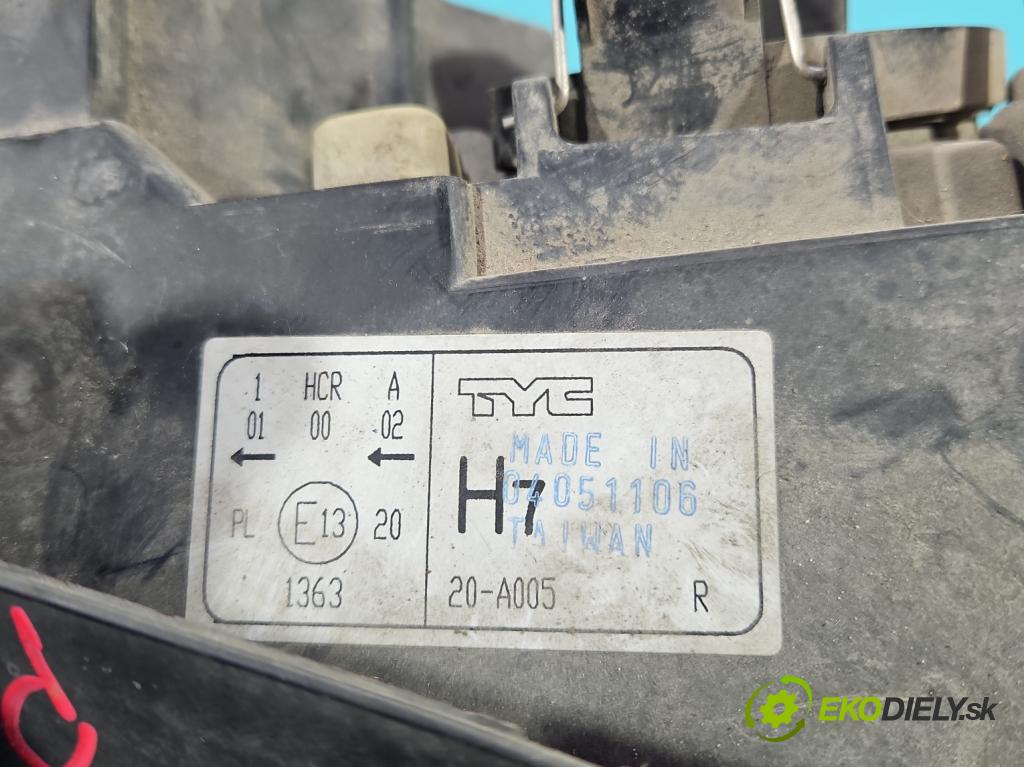 1 HCR A
01 00 02
← ←
PL E13 20
1363
TYC
MADE IN
H7 04051106
TAIWAN
20-A005 R
d
EKODIELY.sk